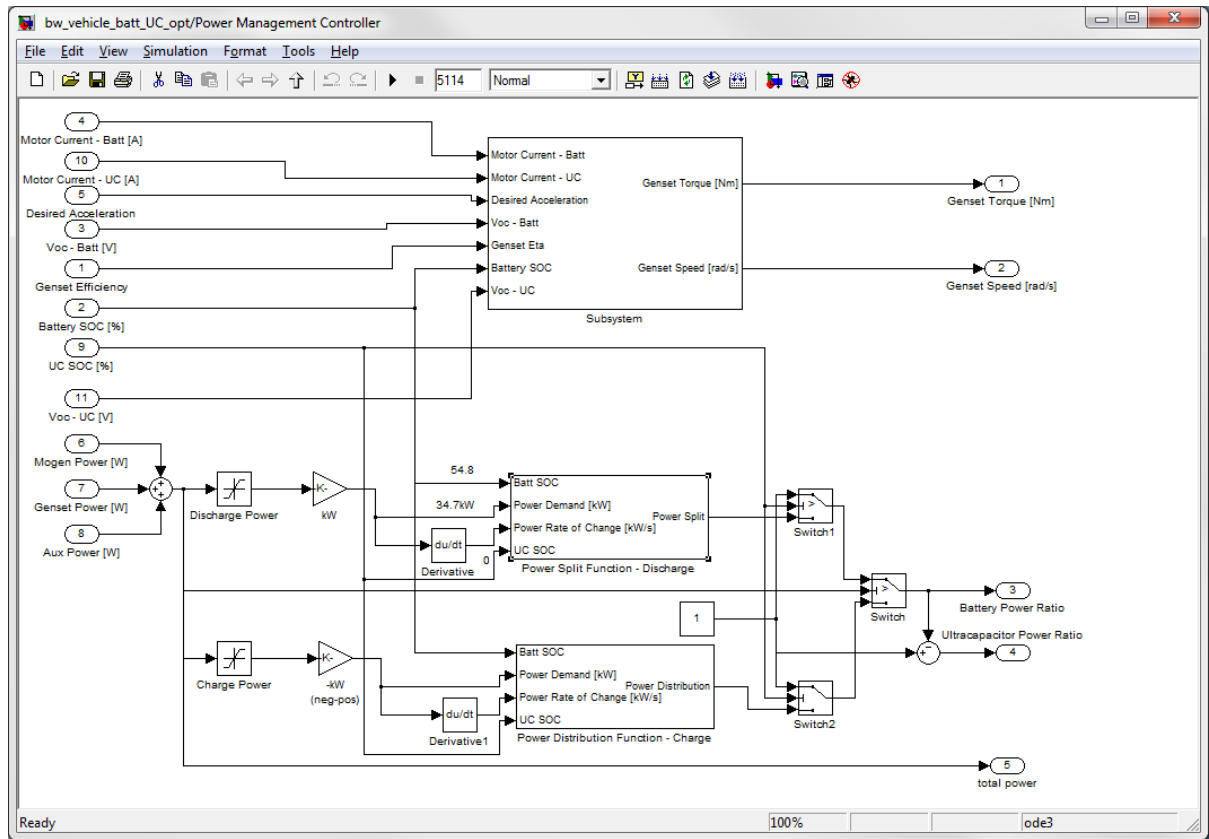 bw_vehicle_batt_UC_opt/Power Management Controller
File Edit View Simulation Format Tools Help
5114 Normal
4
Motor Current - Batt [A]
10
Motor Current - UC [A]
5
Desired Acceleration
3
Voc - Batt [V]
1
Genset Efficiency
2
Battery SOC [%]
9
UC SOC [%]
11
Voc - UC [V]
6
Mogen Power [W]
7
Genset Power [W]
8
Aux Power [W]
Motor Current - Batt
Motor Current - UC
Desired Acceleration
Voc - Batt
Genset Eta
Battery SOC
Voc - UC
Genset Torque [Nm]
Genset Speed [rad/s]
Subsystem
1
Genset Torque [Nm]
2
Genset Speed [rad/s]
+
+
+
Discharge Power
-K-
kW
du/dt
Derivative
54.8
34.7kW
0
Batt SOC
Power Demand [kW]
Power Rate of Change [kW/s]
UC SOC
Power Split
Power Split Function - Discharge
>
Switch1
>
Switch
3
Battery Power Ratio
Ultracapacitor Power Ratio
4
1
+
−
Charge Power
-K-
-kW
(neg-pos)
du/dt
Derivative1
Batt SOC
Power Demand [kW]
Power Rate of Change [kW/s]
UC SOC
Power Distribution
Power Distribution Function - Charge
>
Switch2
5
total power
Ready 100% ode3